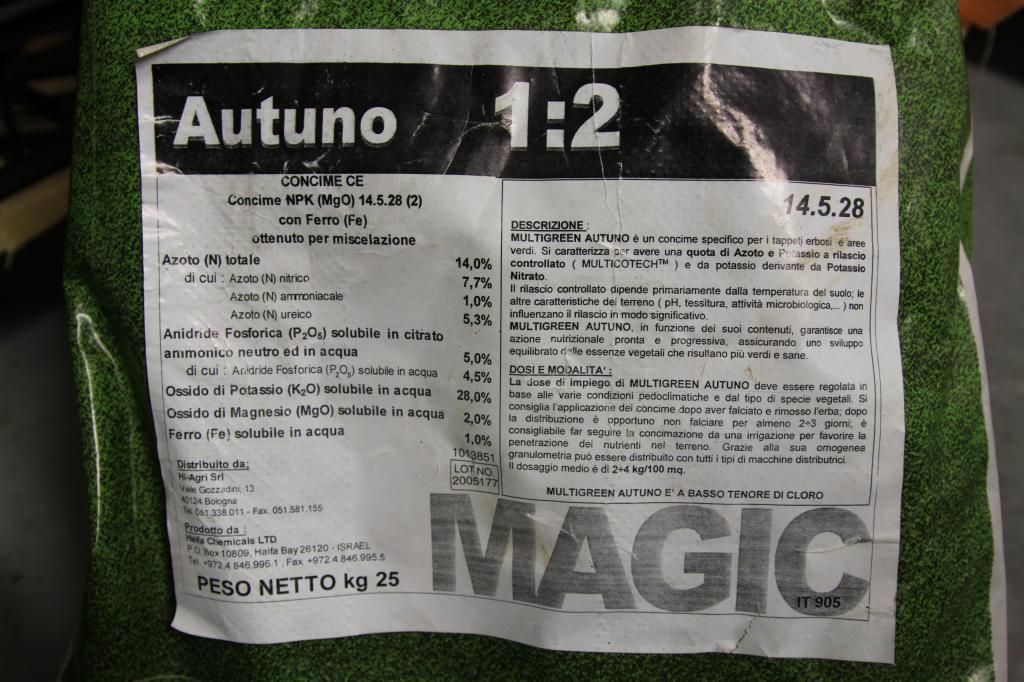 Autuno 1:2
CONCIME CE
Concime NPK (MgO) 14.5.28 (2)
con Ferro (Fe)
ottenuto per miscelazione
Azoto (N) totale 14,0%
di cui : Azoto (N) nitrico 7,7%
Azoto (N) ammoniacale 1,0%
Azoto (N) ureico 5,3%
Anidride Fosforica (P2O5) solubile in citrato
ammonico neutro ed in acqua 5,0%
di cui : Anidride Fosforica (P2O5) solubile in acqua 4,5%
Ossido di Potassio (K2O) solubile in acqua 28,0%
Ossido di Magnesio (MgO) solubile in acqua 2,0%
Ferro (Fe) solubile in acqua 1,0%
1013851
LOT NO.
2005177
Distribuito da:
Hi-Agri Srl
Viale Gozzadini, 13
40124 Bologna
Tel. 051.338.011 - Fax. 051.581.155
Prodotto da :
Haifa Chemicals LTD
P.O. Box 10809, Haifa Bay 26120 - ISRAEL
Tel. +972.4 846.996.1 , Fax. +972.4.846.995.5
PESO NETTO kg 25
14.5.28
DESCRIZIONE :
MULTIGREEN AUTUNO è un concime specifico per i tappeti erbosi e aree
verdi. Si caratterizza per avere una quota di Azoto e Potassio a rilascio
controllato ( MULTICOTECH™ ) e da potassio derivante da Potassio
Nitrato.
Il rilascio controllato dipende primariamente dalla temperatura del suolo; le
altre caratteristiche del terreno ( pH, tessitura, attività microbiologica,... ) non
influenzano il rilascio in modo significativo.
MULTIGREEN AUTUNO, in funzione dei suoi contenuti, garantisce una
azione nutrizionale pronta e progressiva, assicurando uno sviluppo
equilibrato delle essenze vegetali che risultano più verdi e sane.
DOSI E MODALITA' :
La dose di impiego di MULTIGREEN AUTUNO deve essere regolata in
base alle varie condizioni pedoclimatiche e dal tipo di specie vegetali. Si
consiglia l'applicazione del concime dopo aver falciato e rimosso l'erba; dopo
la distribuzione è opportuno non falciare per almeno 2÷3 giorni; è
consigliabile far seguire la concimazione da una irrigazione per favorire la
penetrazione dei nutrienti nel terreno. Grazie alla sua omogenea
granulometria può essere distribuito con tutti i tipi di macchine distributrici.
Il dosaggio medio è di 2÷4 kg/100 mq.
MULTIGREEN AUTUNO E' A BASSO TENORE DI CLORO
MAGIC
IT 905